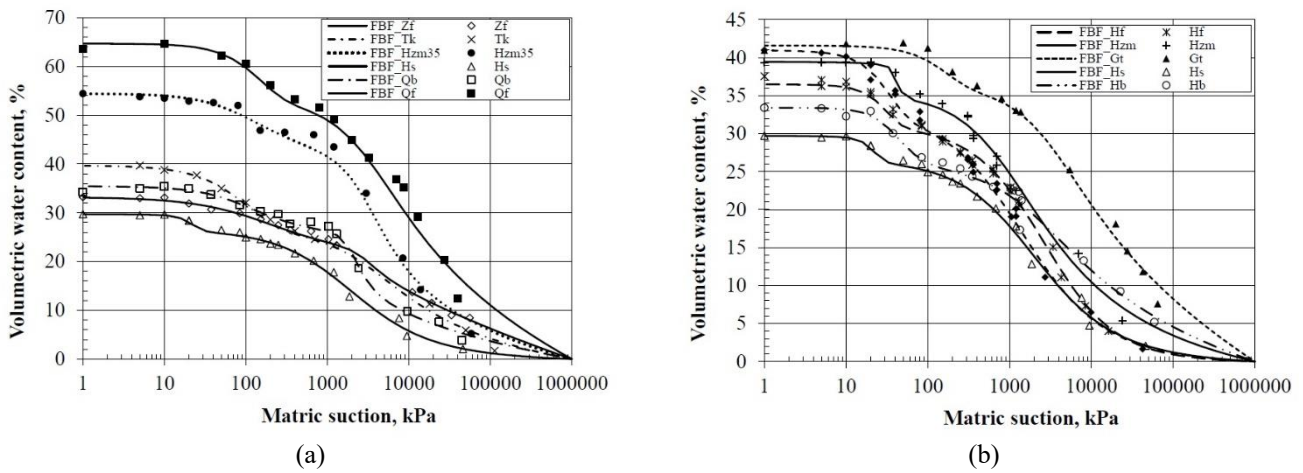 FBF_Zf Zf
FBF_Tk Tk
FBF_Hzm35 Hzm35
FBF_Hs Hs
FBF_Qb Qb
FBF_Qf Qf
70
60
50
40
30
20
10
0
Volumetric water content, %
1 10 100 1000 10000 100000 1000000
Matric suction, kPa
(a)
FBF_Hf Hf
FBF_Hzm Hzm
FBF_Gt Gt
FBF_Hs Hs
FBF_Hb Hb
45
40
35
30
25
20
15
10
5
0
Volumetric water content, %
1 10 100 1000 10000 100000 1000000
Matric suction, kPa
(b)